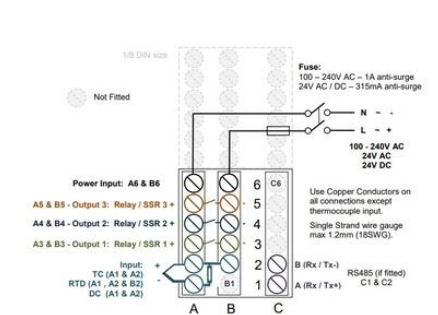 1/8 DIN size
Fuse:
100 – 240V AC – 1A anti-surge
24V AC / DC – 315mA anti-surge
Not Fitted
N ~ -
L ~ +
100 - 240V AC
24V AC
24V DC
Power Input: A6 & B6
6 C6
A5 & B5 - Output 3: Relay / SSR 3 + - 5
A4 & B4 - Output 2: Relay / SSR 2 + - 4
A3 & B3 - Output 1: Relay / SSR 1 + - 3
Use Copper Conductors on
all connections except
thermocouple input.
Single Strand wire gauge
max 1.2mm (18SWG).
Input: +
TC (A1 & A2)
RTD (A1 , A2 & B2) -
DC (A1 & A2)
2 B (Rx / Tx-)
B1 1 A (Rx / Tx+)
RS485 (if fitted)
C1 & C2
A B C